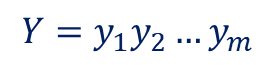 Y = y₁y₂ … yₘ